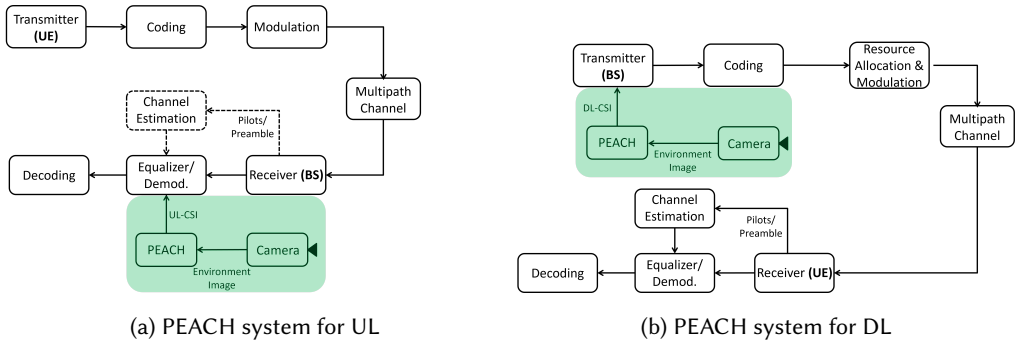 Transmitter
(UE)
Coding
Modulation
Multipath
Channel
Channel
Estimation
Pilots/
Preamble
Decoding
Equalizer/
Demod.
Receiver (BS)
UL-CSI
PEACH
Camera
Environment
Image
(a) PEACH system for UL
Transmitter
(BS)
Coding
Resource
Allocation &
Modulation
Multipath
Channel
DL-CSI
PEACH
Camera
Environment
Image
Channel
Estimation
Pilots/
Preamble
Decoding
Equalizer/
Demod.
Receiver (UE)
(b) PEACH system for DL